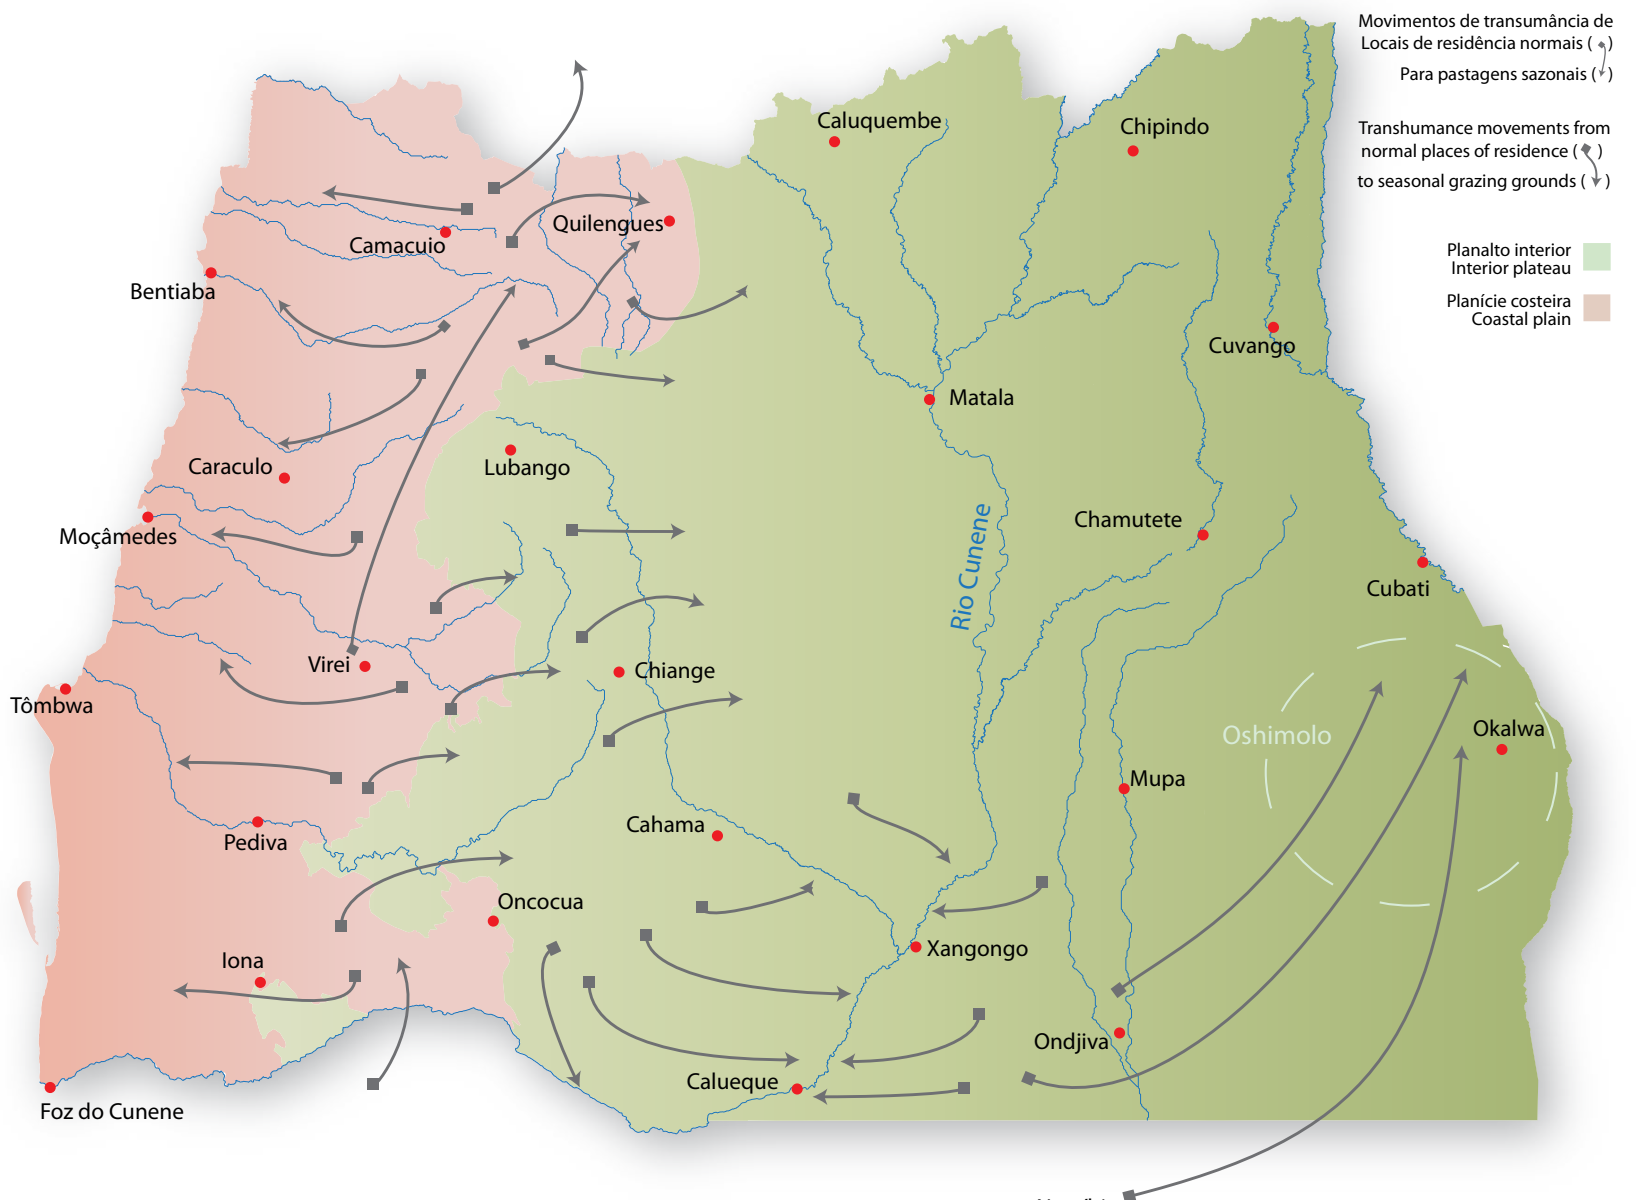 Movimentos de transumância de
Locais de residência normais ( )
Para pastagens sazonais ( )
Transhumance movements from
normal places of residence ( )
to seasonal grazing grounds ( )
Planalto interior
Interior plateau
Planície costeira
Coastal plain
Caluquembe
Chipindo
Quilengues
Camacuio
Bentiaba
Cuvango
Matala
Caraculo
Lubango
Moçâmedes
Chamutete
Rio Cunene
Cubati
Virei
Chiange
Tômbwa
Oshimolo
Okalwa
Mupa
Pediva
Cahama
Oncocua
Xangongo
Iona
Ondjiva
Calueque
Foz do Cunene